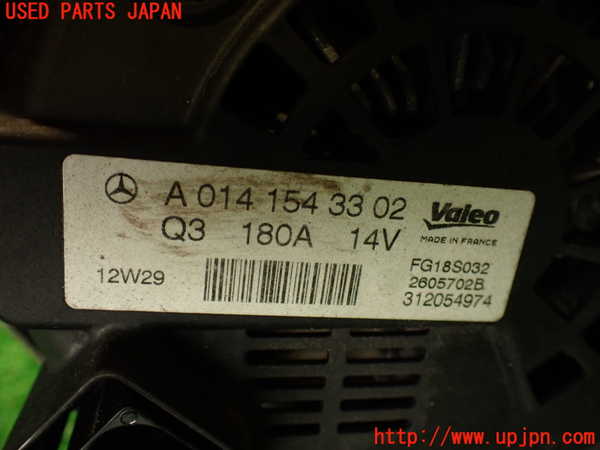 USED PARTS JAPAN
A 014 154 33 02
Valeo
Q3 180A 14V
MADE IN FRANCE
12W29
FG18S032
2605702B
312054974
http://www.upjpn.com/